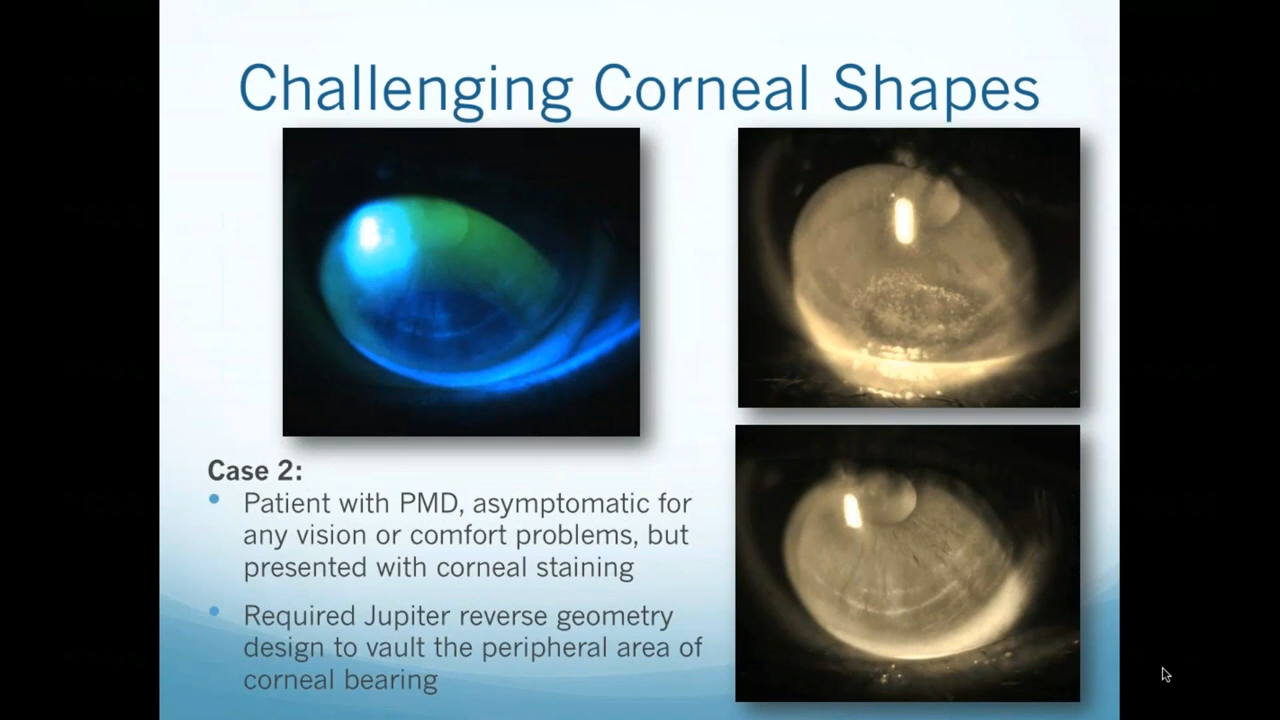 Challenging Corneal Shapes
Case 2:
• Patient with PMD, asymptomatic for
any vision or comfort problems, but
presented with corneal staining
• Required Jupiter reverse geometry
design to vault the peripheral area of
corneal bearing